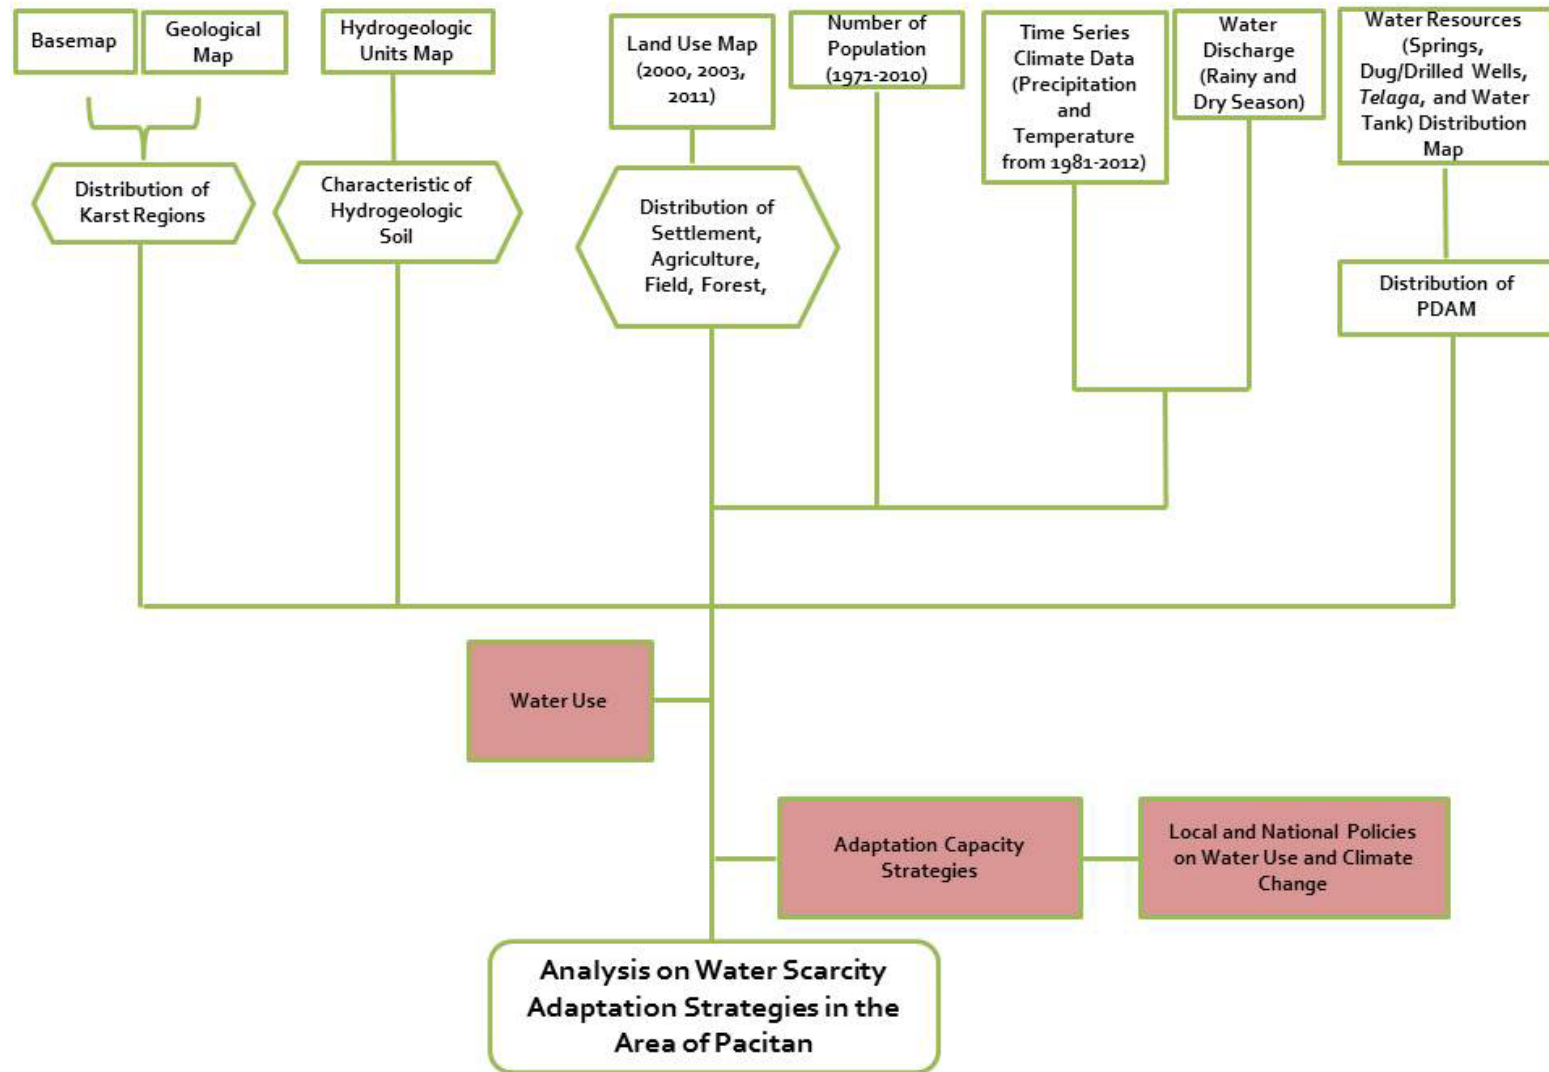 Basemap
Geological
Map
Hydrogeologic
Units Map
Land Use Map
(2000, 2003,
2011)
Number of
Population
(1971-2010)
Time Series
Climate Data
(Precipitation
and
Temperature
from 1981-2012)
Water
Discharge
(Rainy and
Dry Season)
Water Resources
(Springs,
Dug/Drilled Wells,
Telaga, and Water
Tank) Distribution
Map
Distribution of
Karst Regions
Characteristic of
Hydrogeologic
Soil
Distribution of
Settlement,
Agriculture,
Field, Forest,
Distribution of
PDAM
Water Use
Adaptation Capacity
Strategies
Local and National Policies
on Water Use and Climate
Change
Analysis on Water Scarcity
Adaptation Strategies in the
Area of Pacitan